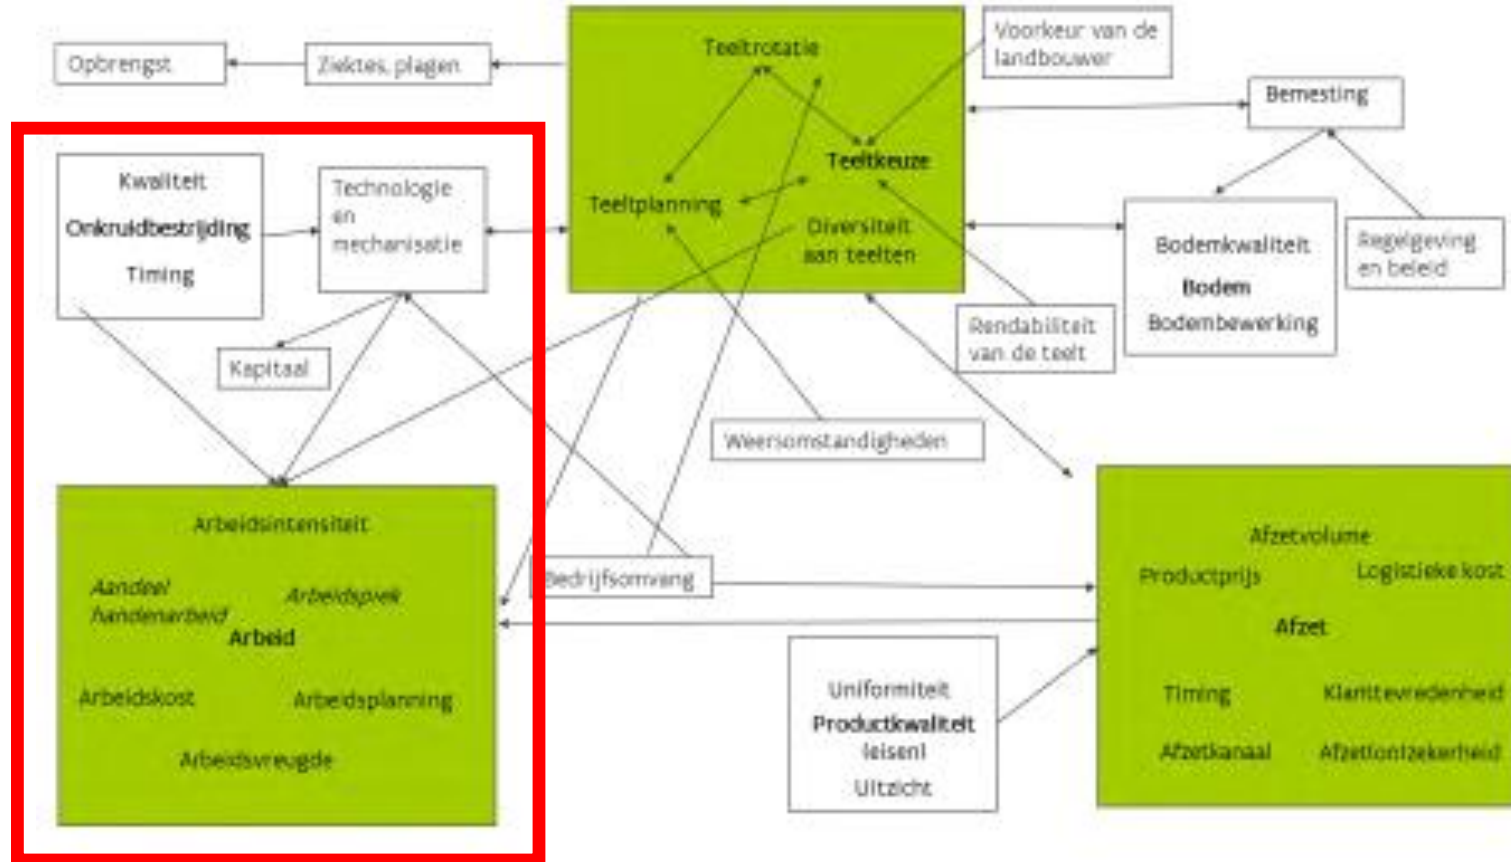 Opbrengst
Ziektes, plagen
Teeltrotatie
Teeltkeuze
Teeltplanning
Diversiteit
aan teelten
Voorkeur van de
landbouwer
Bemesting
Kwaliteit
Onkruidbestrijding
Timing
Technologie
en
mechanisatie
Kapitaal
Bodemkwaliteit
Bodem
Bodembewerking
Regelgeving
en beleid
Rendabiliteit
van de teelt
Weersomstandigheden
Arbeidsintensiteit
Aandeel
handenarbeid
Arbeidspiek
Arbeid
Arbeidskost
Arbeidsplanning
Arbeidsvreugde
Bedrijfsomvang
Uniformiteit
Productkwaliteit
(eisen)
Uitzicht
Afzetvolume
Productprijs
Logistieke kost
Afzet
Timing
Klanttevredenheid
Afzetkanaal
Afzetonzekerheid